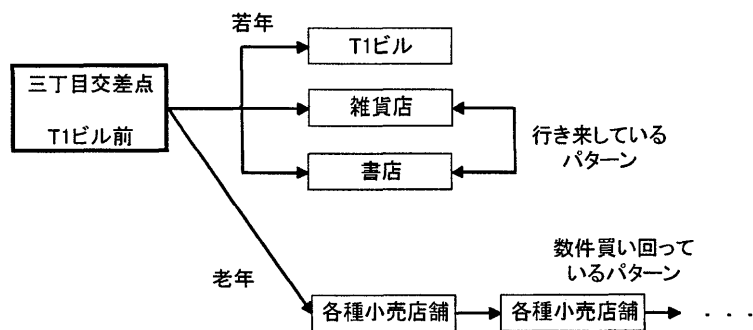 若年
T1ビル
三丁目交差点
T1ビル前
雑貨店
書店
行き来している
パターン
老年
数件買い回って
いるパターン
各種小売店舗
各種小売店舗
・・・